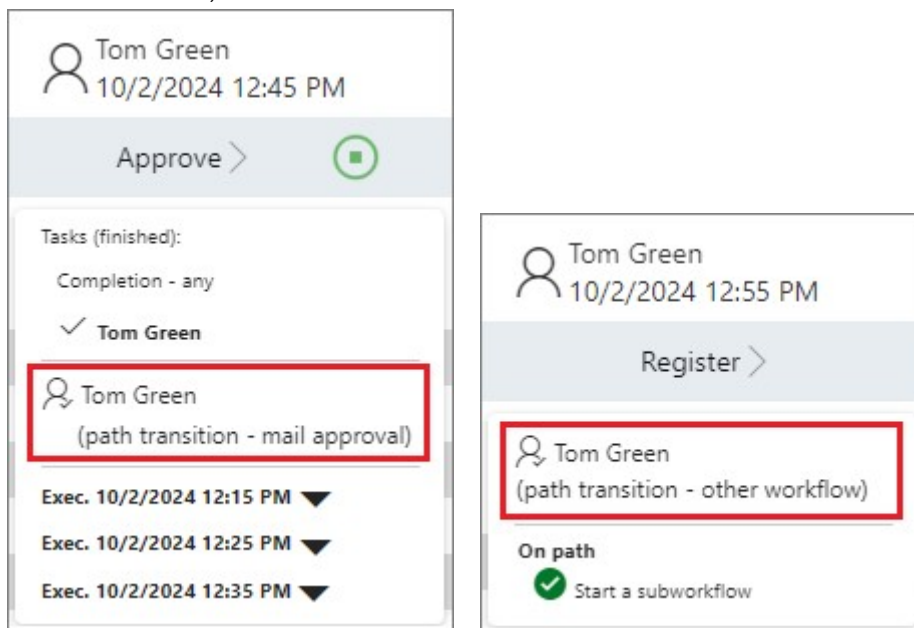 Tom Green
10/2/2024 12:45 PM
Approve
Tasks (finished):
Completion - any
Tom Green
Tom Green
(path transition - mail approval)
Exec. 10/2/2024 12:15 PM
Exec. 10/2/2024 12:25 PM
Exec. 10/2/2024 12:35 PM
Tom Green
10/2/2024 12:55 PM
Register
Tom Green
(path transition - other workflow)
On path
Start a subworkflow